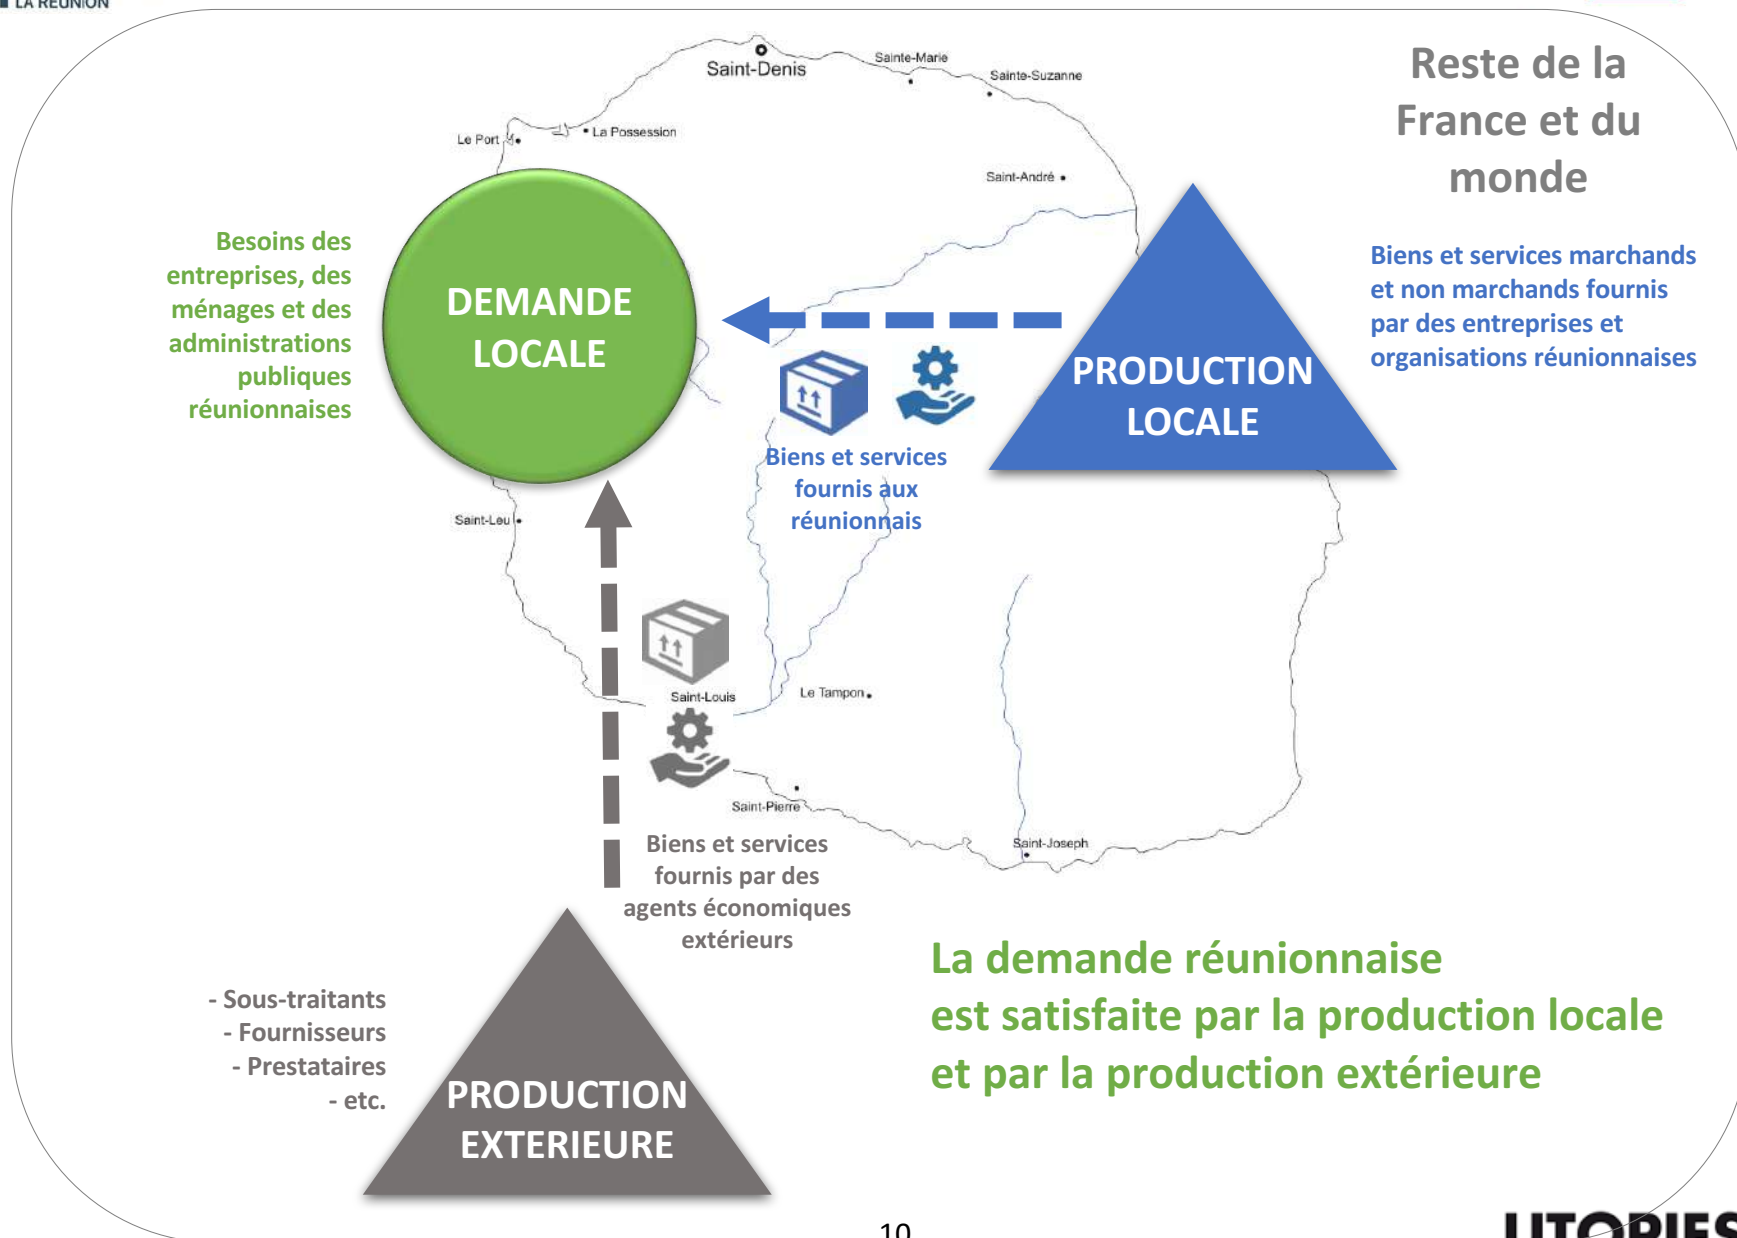 LA REUNION
Saint-Denis
Sainte-Marie
Sainte-Suzanne
Le Port
La Possession
Saint-André
Reste de la
France et du
monde
Besoins des
entreprises, des
ménages et des
administrations
publiques
réunionnaises
DEMANDE
LOCALE
PRODUCTION
LOCALE
Biens et services marchands
et non marchands fournis
par des entreprises et
organisations réunionnaises
Biens et services
fournis aux
réunionnais
Saint-Leu
Saint-Louis
Le Tampon
Saint-Pierre
Saint-Joseph
Biens et services
fournis par des
agents économiques
extérieurs
- Sous-traitants
- Fournisseurs
- Prestataires
- etc.
PRODUCTION
EXTERIEURE
La demande réunionnaise
est satisfaite par la production locale
et par la production extérieure
10
UTOPIES